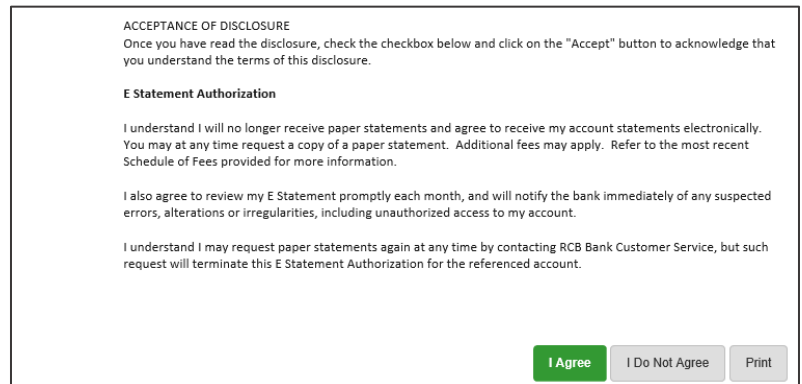 ACCEPTANCE OF DISCLOSURE
Once you have read the disclosure, check the checkbox below and click on the "Accept" button to acknowledge that
you understand the terms of this disclosure.
E Statement Authorization
I understand I will no longer receive paper statements and agree to receive my account statements electronically.
You may at any time request a copy of a paper statement.  Additional fees may apply.  Refer to the most recent
Schedule of Fees provided for more information.
I also agree to review my E Statement promptly each month, and will notify the bank immediately of any suspected
errors, alterations or irregularities, including unauthorized access to my account.
I understand I may request paper statements again at any time by contacting RCB Bank Customer Service, but such
request will terminate this E Statement Authorization for the referenced account.
I Agree I Do Not Agree Print